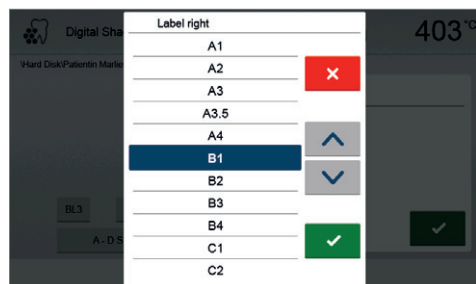 Label right
Digital Sha
403°C
\Hard Disk\Patientin Marlie
A1
A2
A3
A3.5
A4
B1
B2
B3
B4
C1
C2
BL3
A - D S